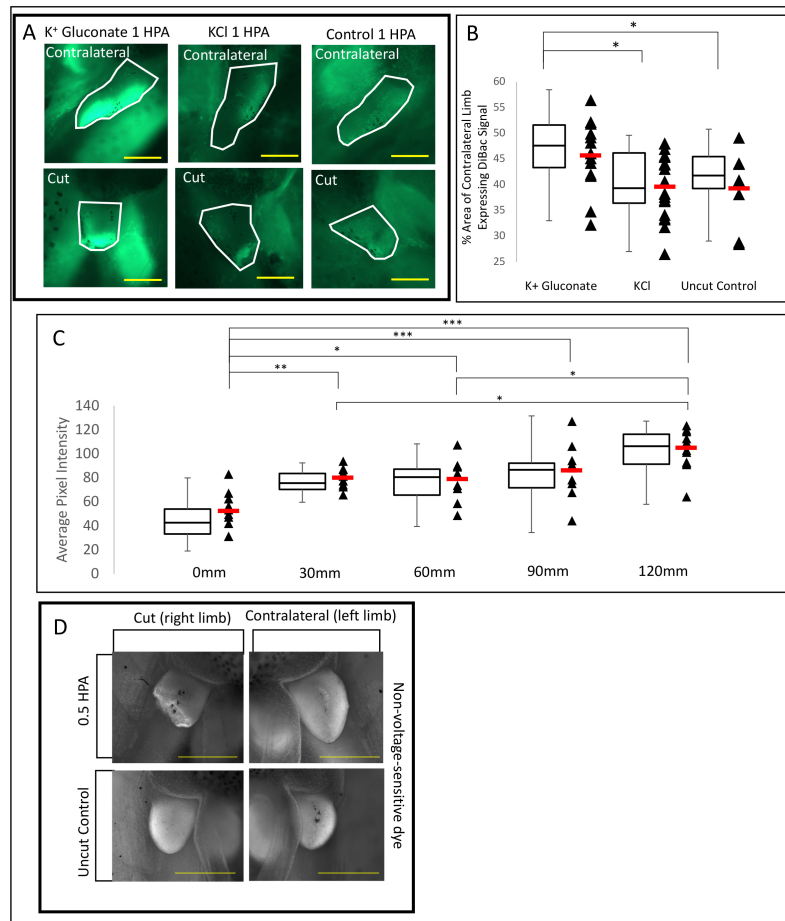 A
K+ Gluconate 1 HPA
KCl 1 HPA
Control 1 HPA
Contralateral
Contralateral
Contralateral
Cut
Cut
Cut
B
*
*
% Area of Contralateral Limb
Expressing DiBac Signal
60
55
50
45
40
35
30
25
K+ Gluconate
KCl
Uncut Control
C
***
***
*
*
**
*
Average Pixel Intensity
140
120
100
80
60
40
20
0
0mm
30mm
60mm
90mm
120mm
D
Cut (right limb)
Contralateral (left limb)
0.5 HPA
Uncut Control
Non-voltage-sensitive dye